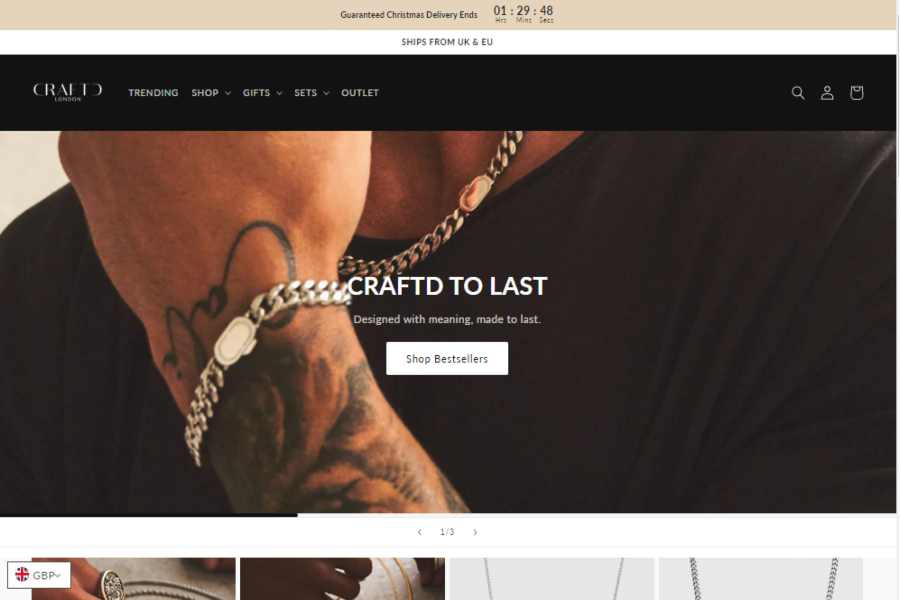 Guaranteed Christmas Delivery Ends 01 : 29 : 48
Hrs Mins Secs
SHIPS FROM UK & EU
CRAFTD
LONDON
TRENDING SHOP GIFTS SETS OUTLET
CRAFTD TO LAST
Designed with meaning, made to last.
Shop Bestsellers
1/3
GBP